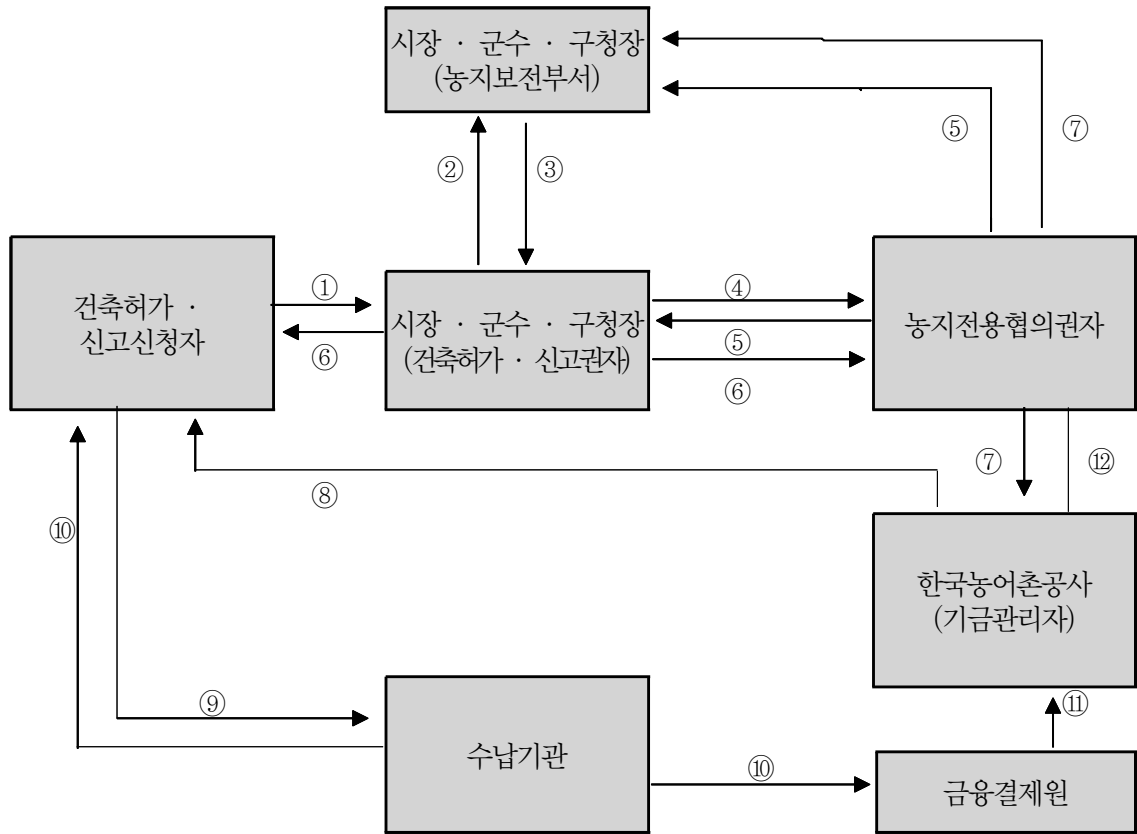 시장 · 군수 · 구청장
(농지보전부서)
⑤
⑦
②
③
건축허가 ·
신고신청자
①
⑥
시장 · 군수 · 구청장
(건축허가 · 신고권자)
④
⑤
⑥
농지전용협의권자
⑦
⑫
⑧
⑩
한국농어촌공사
(기금관리자)
⑨
⑪
수납기관
⑩
금융결제원